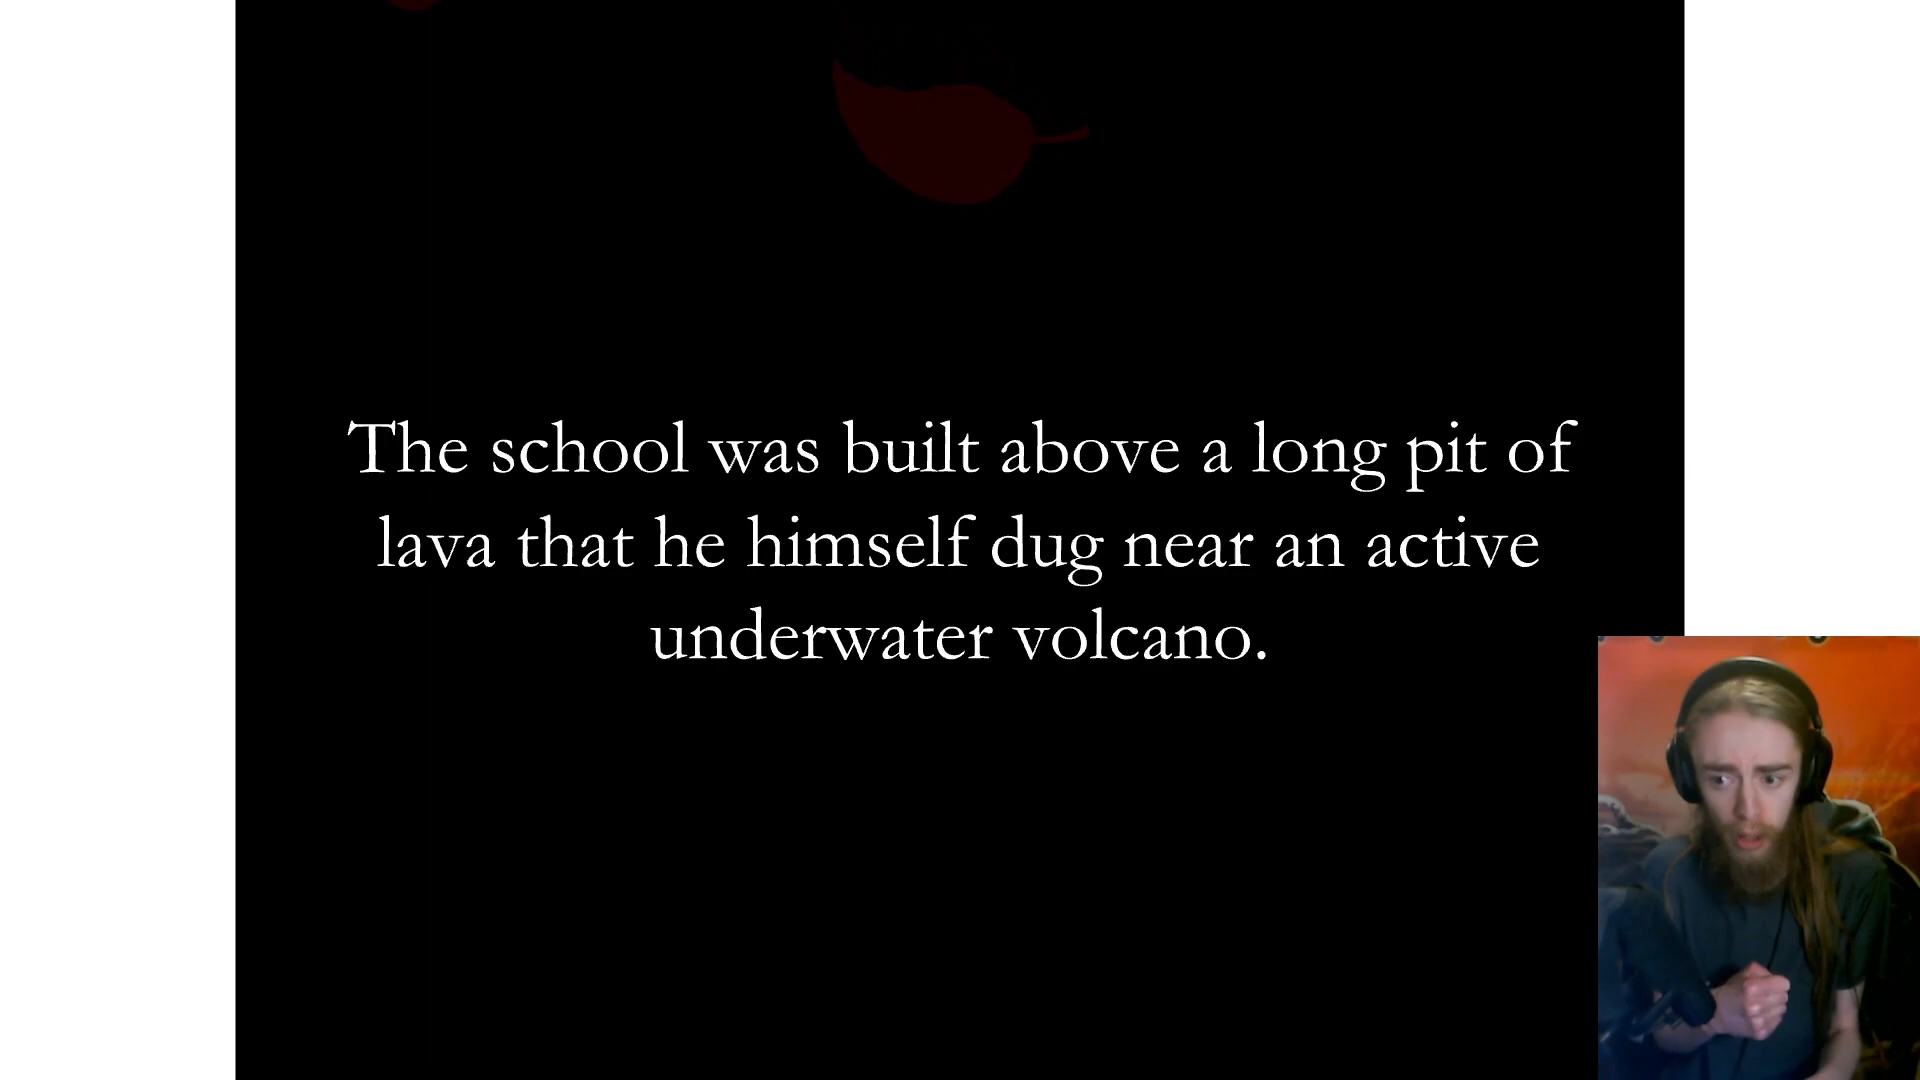 The school was built above a long pit of
lava that he himself dug near an active
underwater volcano.